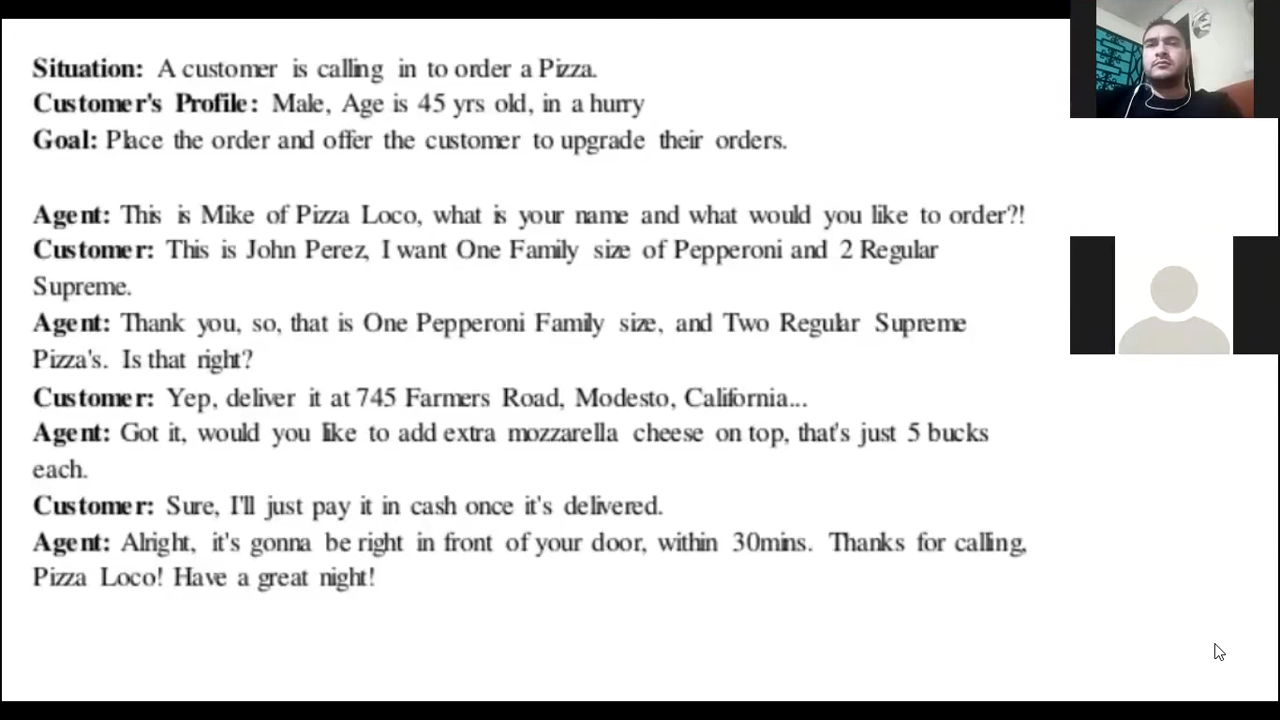 Situation: A customer is calling in to order a Pizza.
Customer's Profile: Male, Age is 45 yrs old, in a hurry
Goal: Place the order and offer the customer to upgrade their orders.
Agent: This is Mike of Pizza Loco, what is your name and what would you like to order?!
Customer: This is John Perez, I want One Family size of Pepperoni and 2 Regular
Supreme.
Agent: Thank you, so, that is One Pepperoni Family size, and Two Regular Supreme
Pizza's. Is that right?
Customer: Yep, deliver it at 745 Farmers Road, Modesto, California...
Agent: Got it, would you like to add extra mozzarella cheese on top, that's just 5 bucks
each.
Customer: Sure, I'll just pay it in cash once it's delivered.
Agent: Alright, it's gonna be right in front of your door, within 30mins. Thanks for calling,
Pizza Loco! Have a great night!